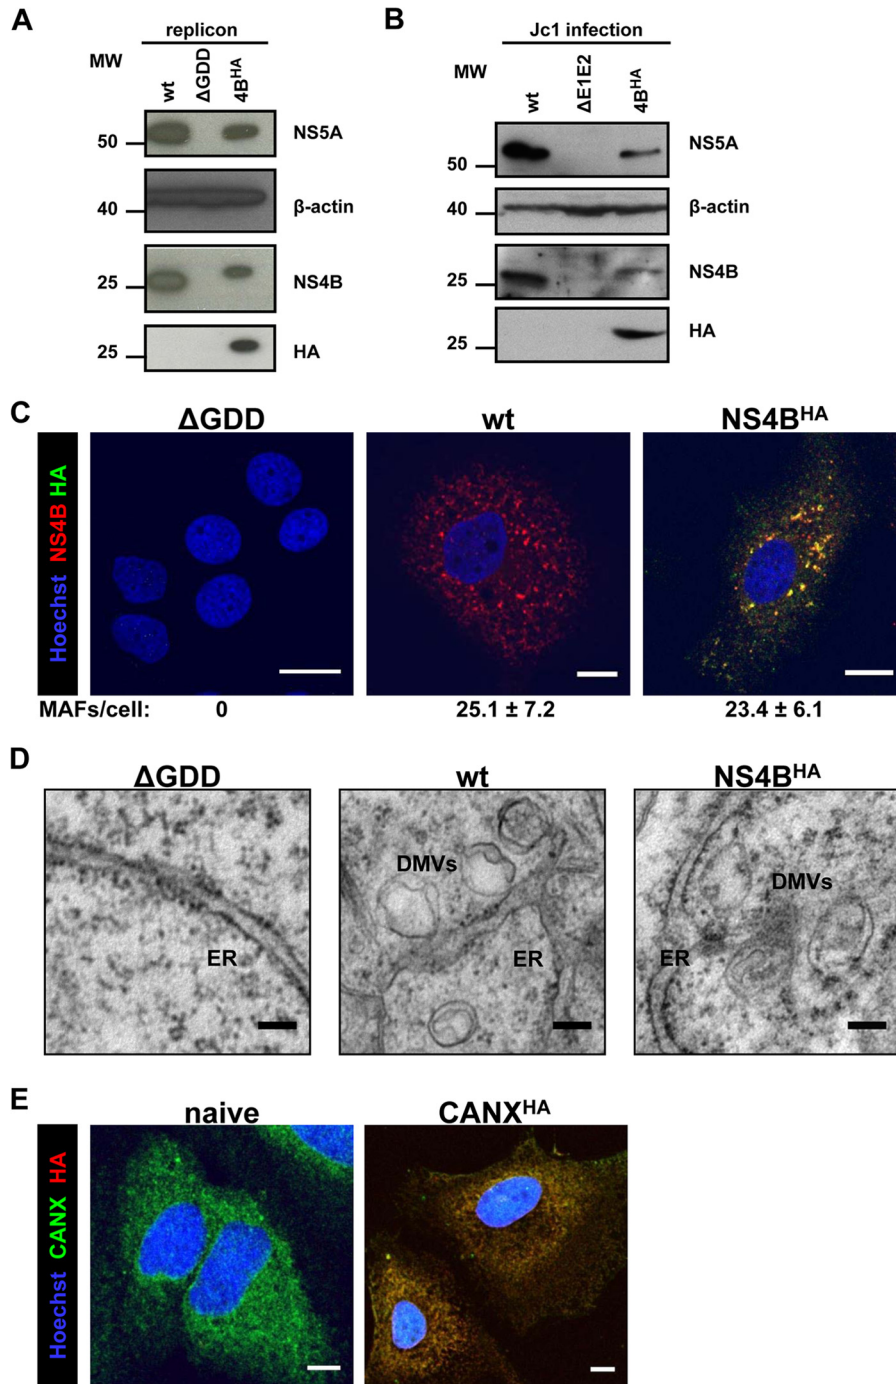 A
replicon
MW
wt
ΔGDD
4B^HA
50
NS5A
40
β-actin
25
NS4B
25
HA
B
Jc1 infection
MW
wt
ΔE1E2
4B^HA
50
NS5A
40
β-actin
25
NS4B
25
HA
C
Hoechst NS4B HA
ΔGDD
wt
NS4B^HA
MAFs/cell:
0
25.1 ± 7.2
23.4 ± 6.1
D
ΔGDD
wt
NS4B^HA
ER
DMVs
ER
DMVs
ER
E
Hoechst CANX HA
naive
CANX^HA